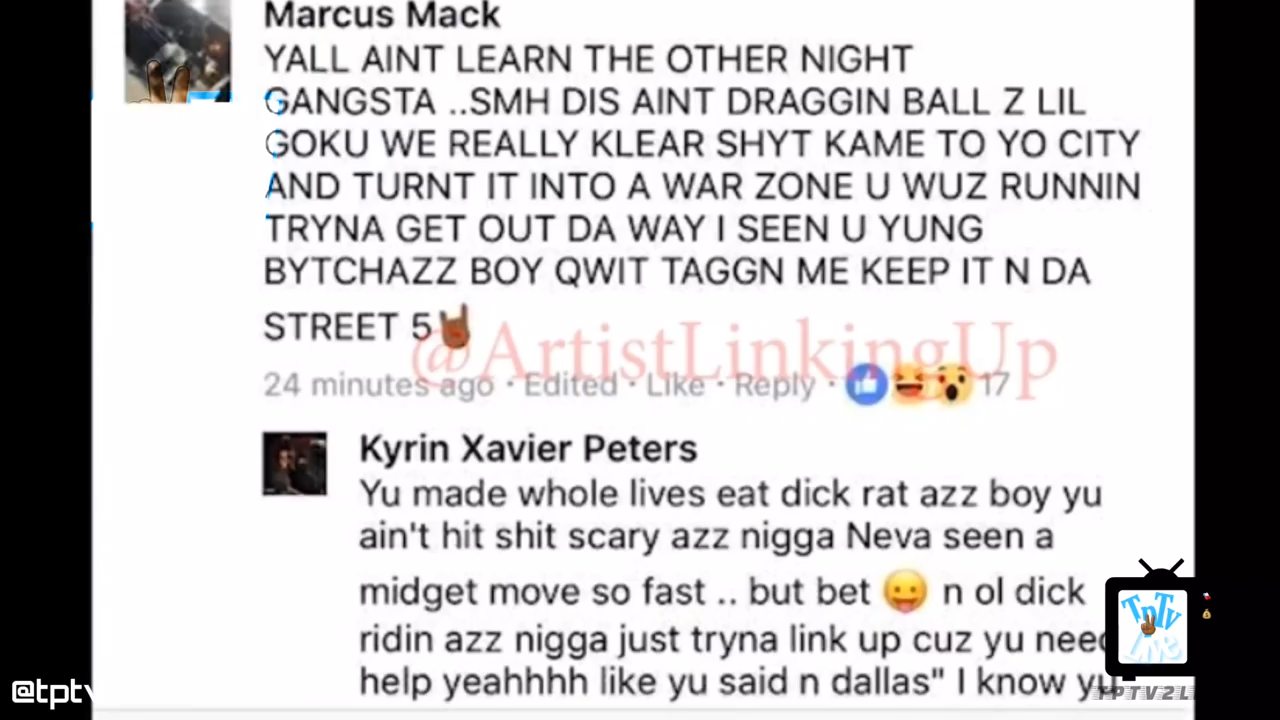 Marcus Mack
YALL AINT LEARN THE OTHER NIGHT
GANGSTA ..SMH DIS AINT DRAGGIN BALL Z LIL
GOKU WE REALLY KLEAR SHYT KAME TO YO CITY
AND TURNT IT INTO A WAR ZONE U WUZ RUNNIN
TRYNA GET OUT DA WAY I SEEN U YUNG
BYTCHAZZ BOY QWIT TAGGN ME KEEP IT N DA
STREET 5🤘🏾
@ArtistLinkingUp
24 minutes ago · Edited · Like · Reply · 17
Kyrin Xavier Peters
Yu made whole lives eat dick rat azz boy yu
ain't hit shit scary azz nigga Neva seen a
midget move so fast .. but bet 😛 n ol dick
ridin azz nigga just tryna link up cuz yu need
help yeahhhh like yu said n dallas" I know yu
TpTv
@tptv
TPTV2L